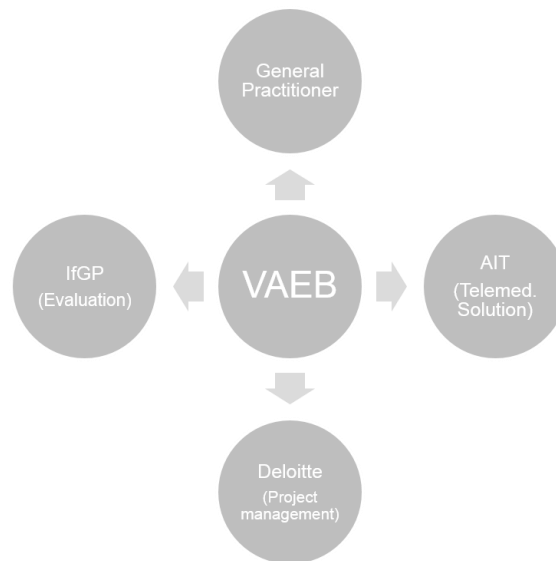 General
Practitioner
IfGP
(Evaluation)
VAEB
AIT
(Telemed.
Solution)
Deloitte
(Project
management)